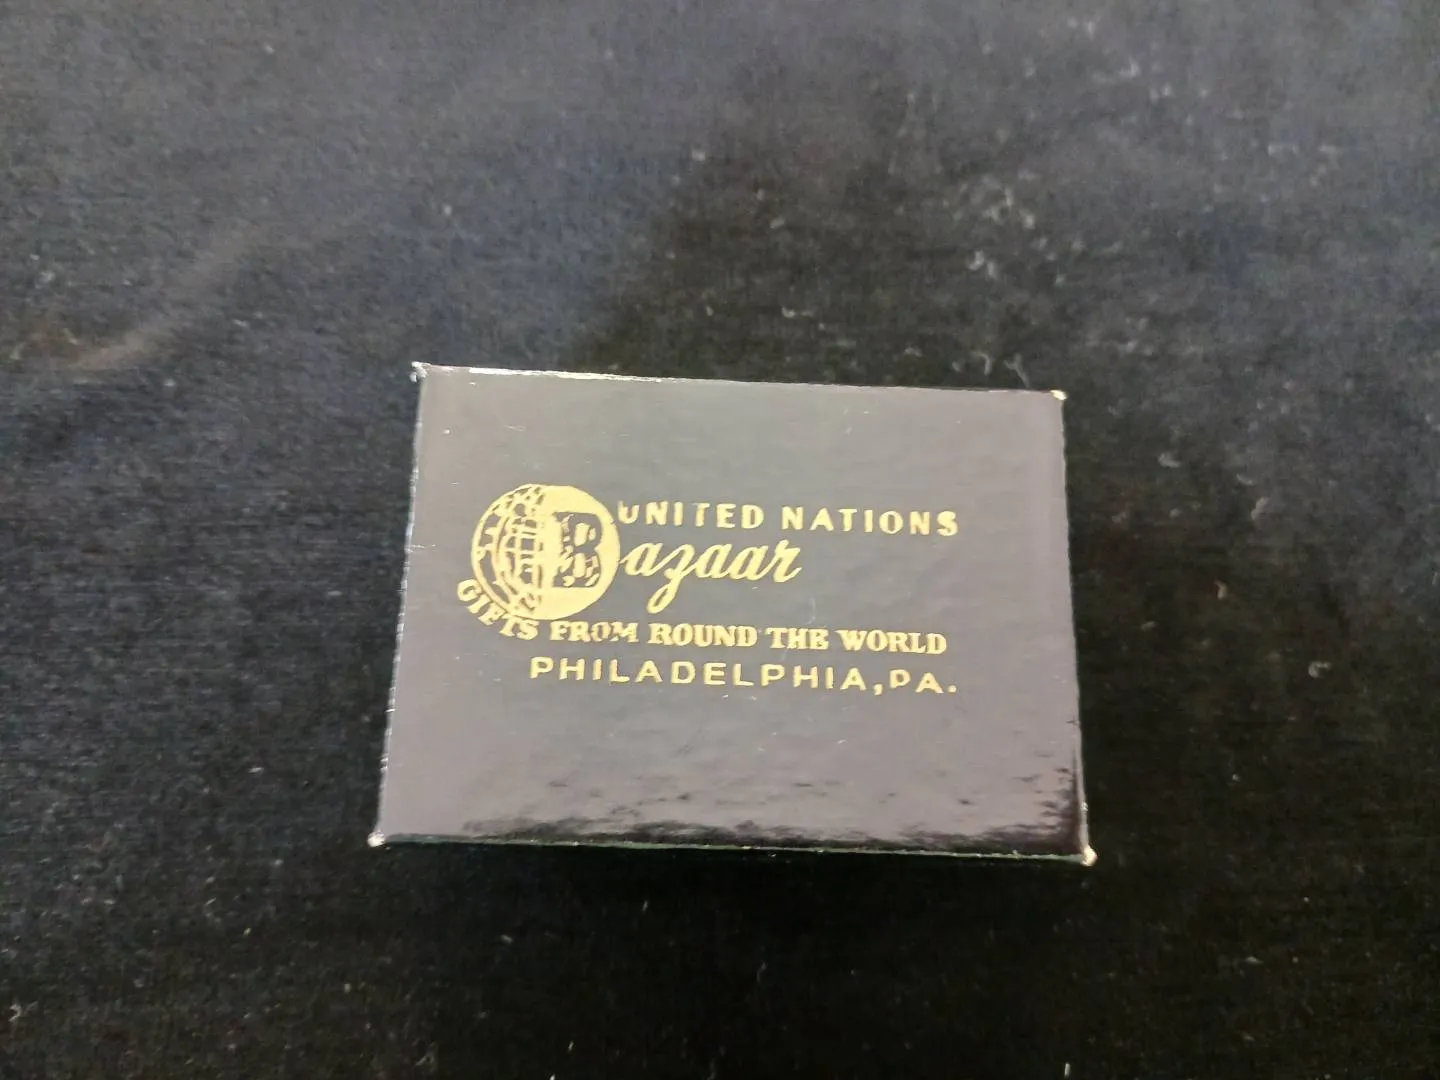 UNITED NATIONS
Bazaar
GIFTS FROM ROUND THE WORLD
PHILADELPHIA, PA.